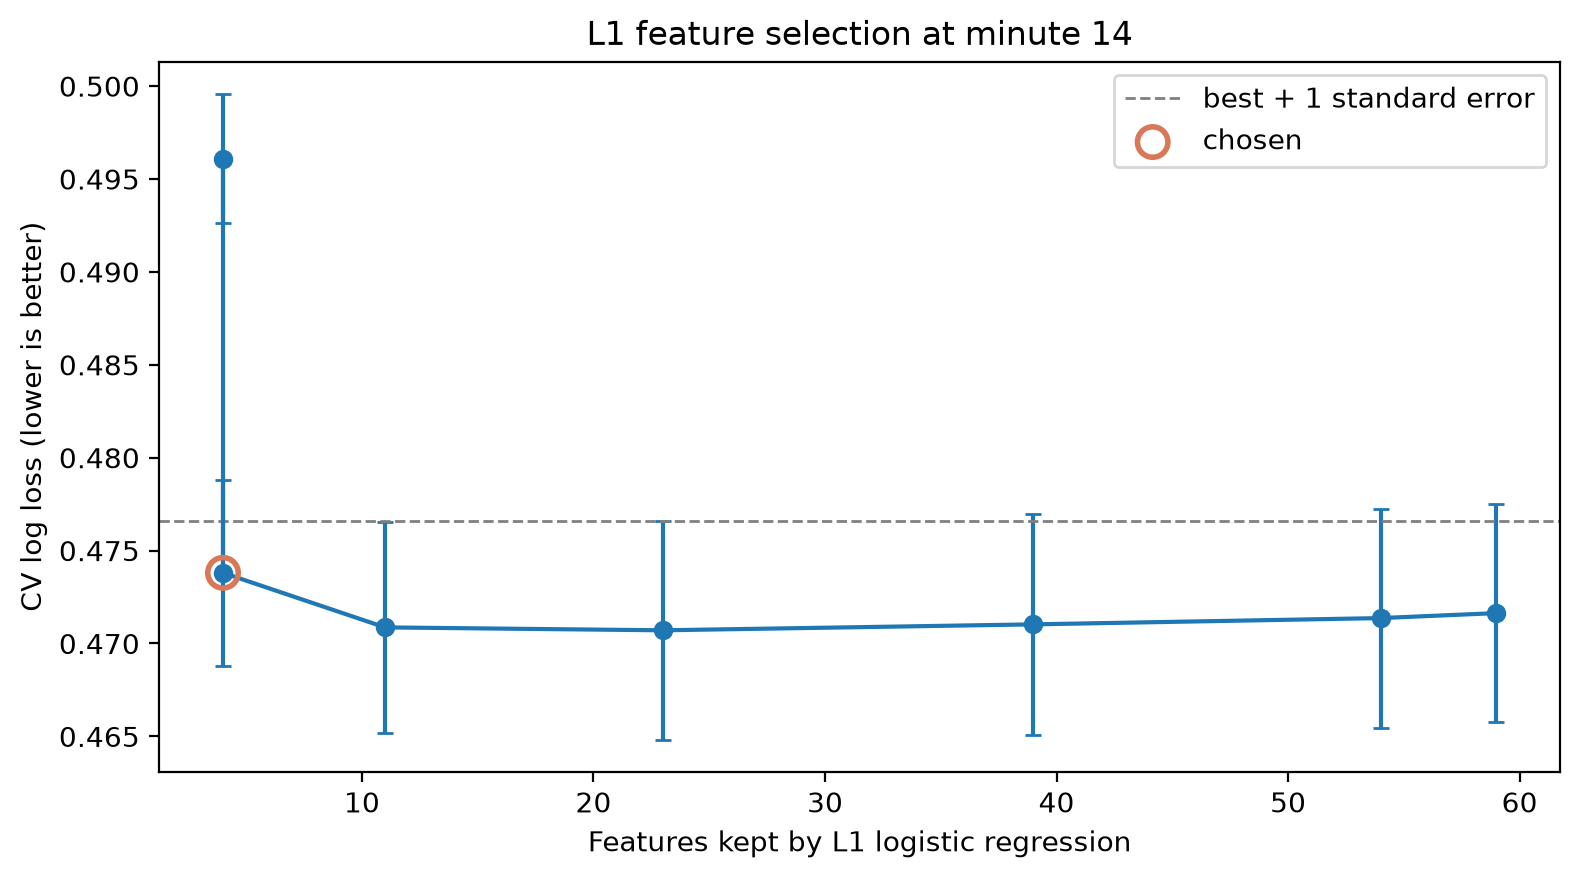 L1 feature selection at minute 14
best + 1 standard error
chosen
CV log loss (lower is better)
0.500
0.495
0.490
0.485
0.480
0.475
0.470
0.465
10
20
30
40
50
60
Features kept by L1 logistic regression